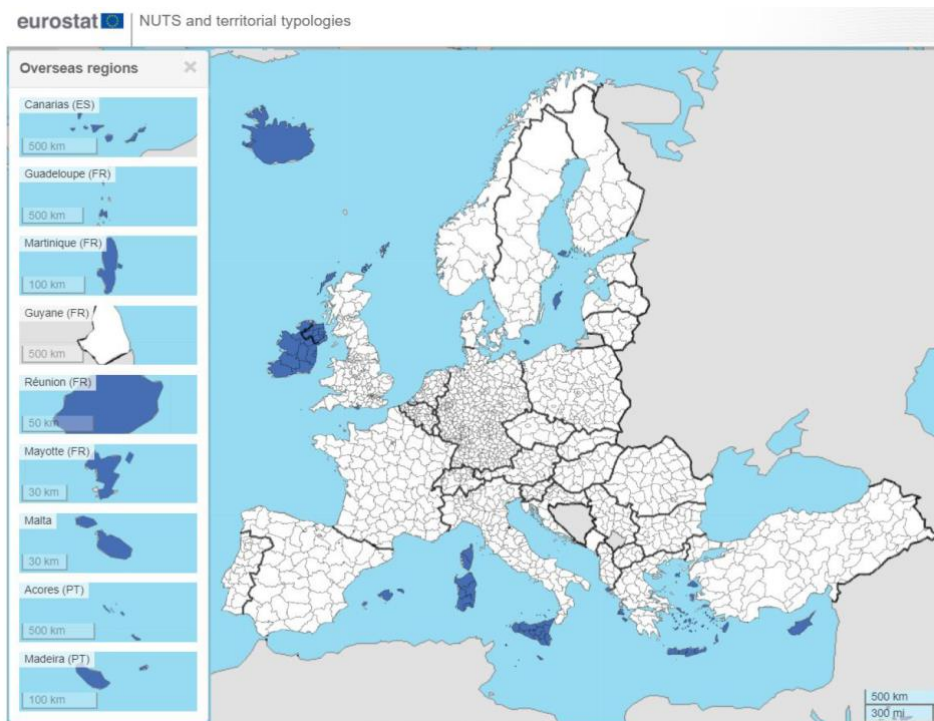 eurostat
NUTS and territorial typologies
Overseas regions ×
Canarias (ES)
500 km
Guadeloupe (FR)
500 km
Martinique (FR)
100 km
Guyane (FR)
500 km
Réunion (FR)
50 km
Mayotte (FR)
30 km
Malta
30 km
Acores (PT)
500 km
Madeira (PT)
100 km
500 km
300 mi